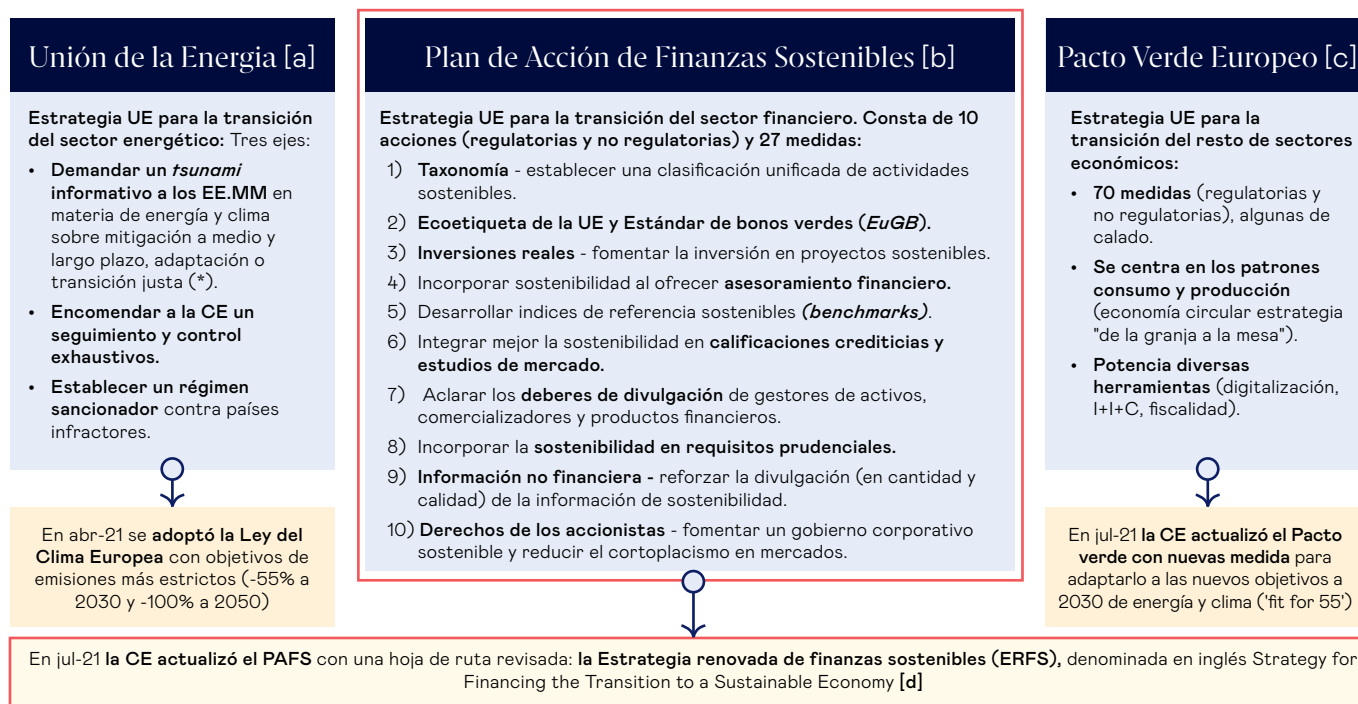 Unión de la Energia [a]
Estrategia UE para la transición
del sector energético: Tres ejes:
• Demandar un tsunami
informativo a los EE.MM en
materia de energía y clima
sobre mitigación a medio y
largo plazo, adaptación o
transición justa (*).
• Encomendar a la CE un
seguimiento y control
exhaustivos.
• Establecer un régimen
sancionador contra países
infractores.
En abr-21 se adoptó la Ley del
Clima Europea con objetivos de
emisiones más estrictos (-55% a
2030 y -100% a 2050)
Plan de Acción de Finanzas Sostenibles [b]
Estrategia UE para la transición del sector financiero. Consta de 10
acciones (regulatorias y no regulatorias) y 27 medidas:
1) Taxonomía - establecer una clasificación unificada de actividades
sostenibles.
2) Ecoetiqueta de la UE y Estándar de bonos verdes (EuGB).
3) Inversiones reales - fomentar la inversión en proyectos sostenibles.
4) Incorporar sostenibilidad al ofrecer asesoramiento financiero.
5) Desarrollar indices de referencia sostenibles (benchmarks).
6) Integrar mejor la sostenibilidad en calificaciones crediticias y
estudios de mercado.
7) Aclarar los deberes de divulgación de gestores de activos,
comercializadores y productos financieros.
8) Incorporar la sostenibilidad en requisitos prudenciales.
9) Información no financiera - reforzar la divulgación (en cantidad y
calidad) de la información de sostenibilidad.
10) Derechos de los accionistas - fomentar un gobierno corporativo
sostenible y reducir el cortoplacismo en mercados.
Pacto Verde Europeo [c]
Estrategia UE para la
transición del resto de sectores
económicos:
• 70 medidas (regulatorias y
no regulatorias), algunas de
calado.
• Se centra en los patrones
consumo y producción
(economía circular estrategia
"de la granja a la mesa").
• Potencia diversas
herramientas (digitalización,
I+I+C, fiscalidad).
En jul-21 la CE actualizó el Pacto
verde con nuevas medida para
adaptarlo a las nuevos objetivos a
2030 de energía y clima ('fit for 55')
En jul-21 la CE actualizó el PAFS con una hoja de ruta revisada: la Estrategia renovada de finanzas sostenibles (ERFS), denominada en inglés Strategy for
Financing the Transition to a Sustainable Economy [d]